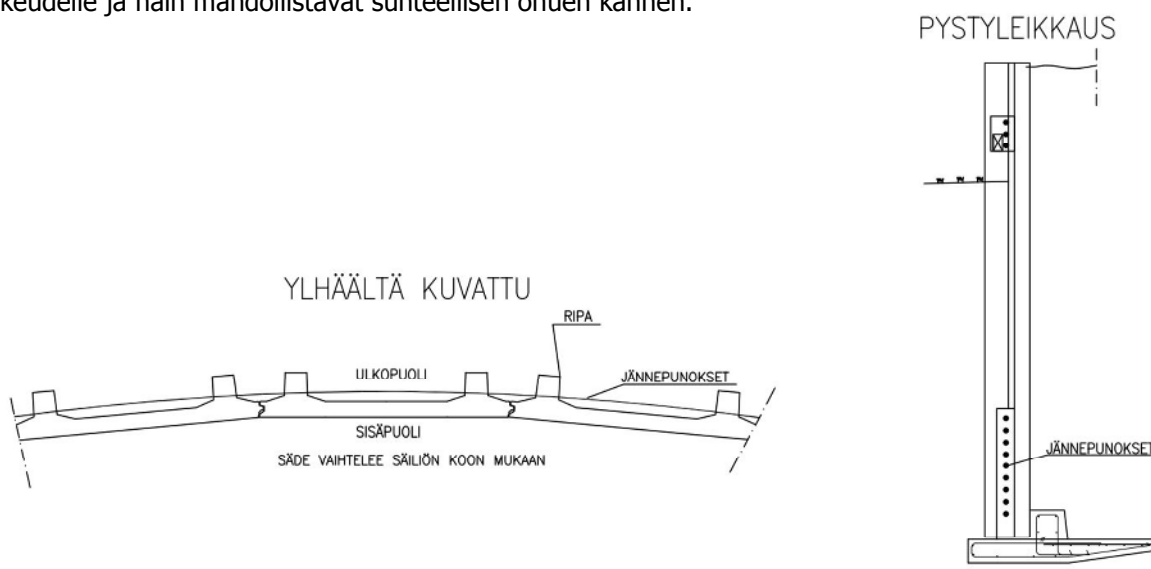 keudelle ja näin mahdollistavat suhteellisen ohuen kannen.
PYSTYLEIKKAUS
YLHÄÄLTÄ KUVATTU
RIPA
ULKOPUOLI
JÄNNEPUNOKSET
SISÄPUOLI
SÄDE VAIHTELEE SÄILIÖN KOON MUKAAN
JÄNNEPUNOKSET